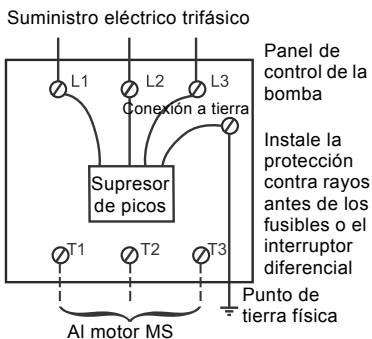 Suministro eléctrico trifásico
L1
L2
L3
Panel de
control de la
bomba
Conexión a tierra
Instale la
protección
contra rayos
antes de los
fusibles o el
interruptor
diferencial
Supresor
de picos
T1
T2
T3
Punto de
tierra física
Al motor MS